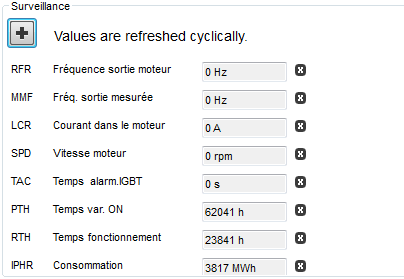 Surveillance
Values are refreshed cyclically.
RFR Fréquence sortie moteur 0 Hz
MMF Fréq. sortie mesurée 0 Hz
LCR Courant dans le moteur 0 A
SPD Vitesse moteur 0 rpm
TAC Temps alarm.IGBT 0 s
PTH Temps var. ON 62041 h
RTH Temps fonctionnement 23841 h
IPHR Consommation 3817 MWh